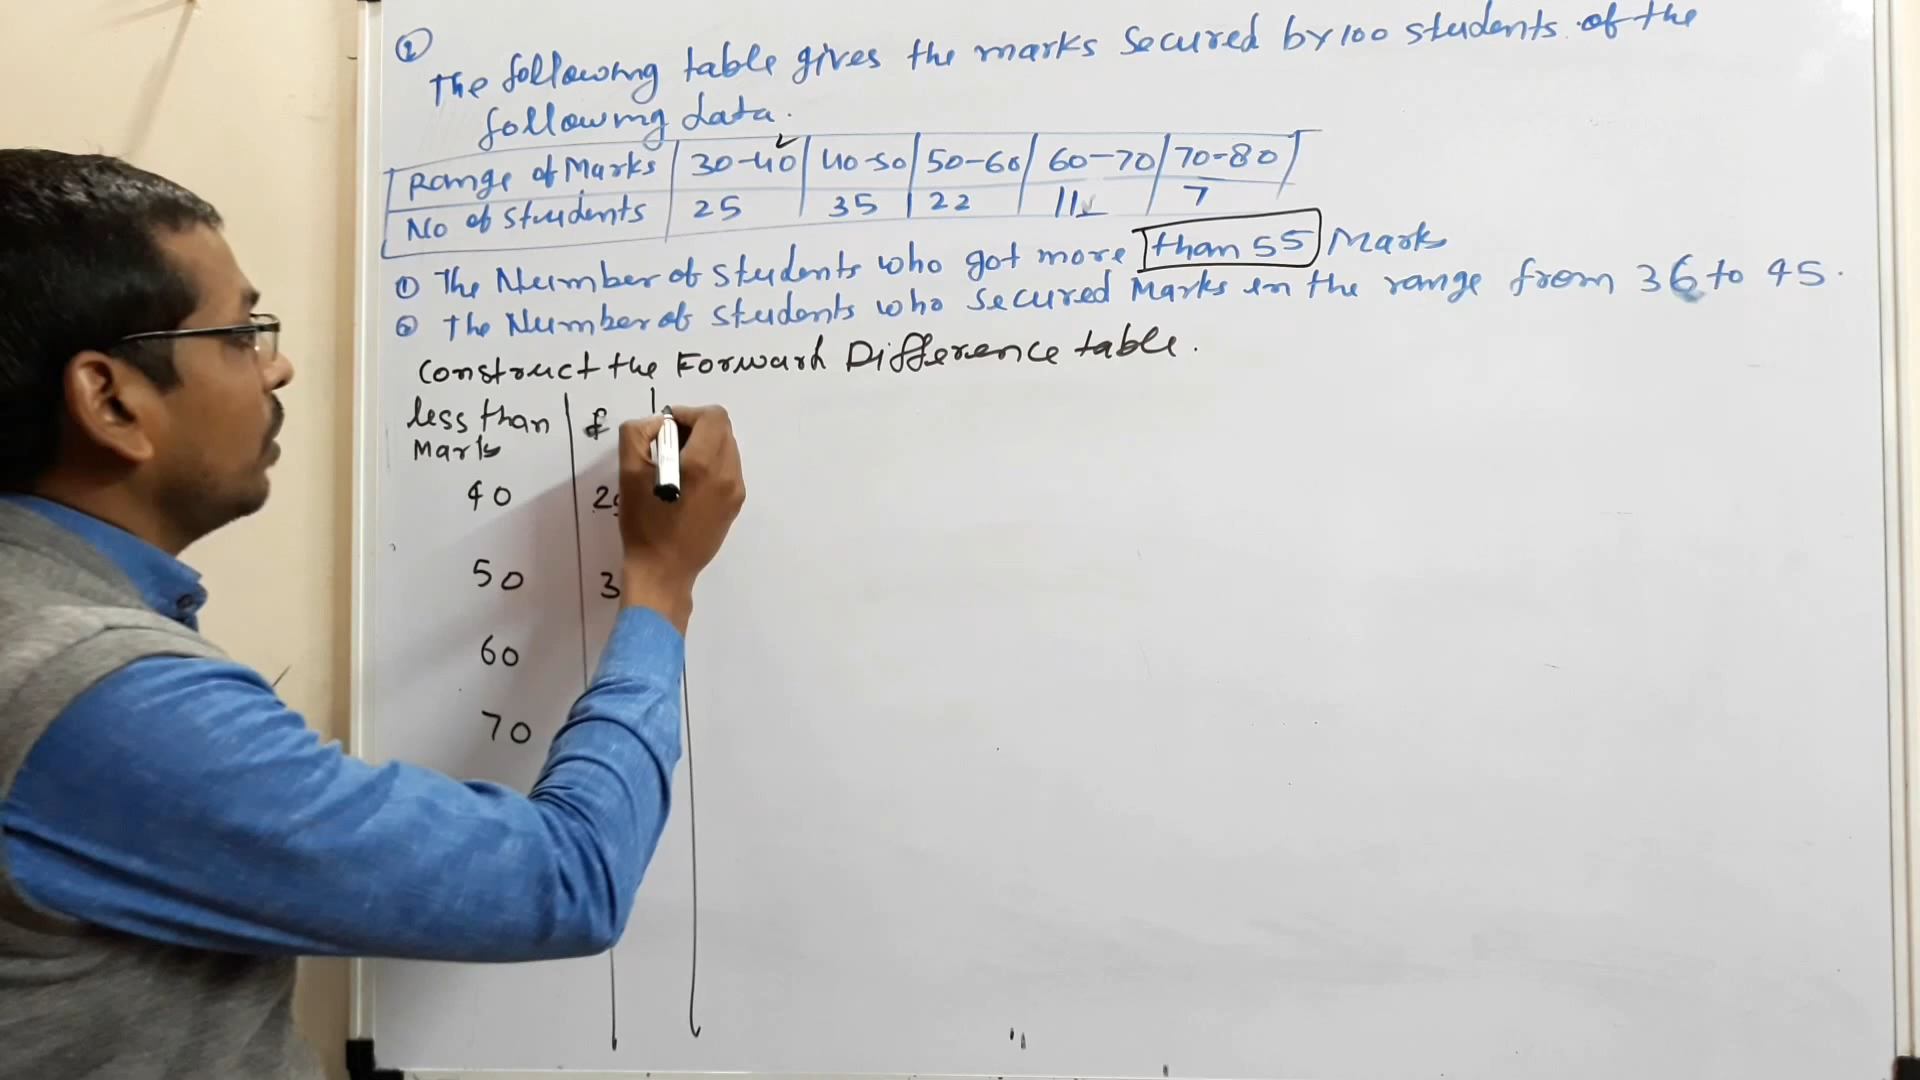 ②
The following table gives the marks secured by 100 students of the
following data.
Range of Marks 30-40 40-50 50-60 60-70 70-80
No of students 25 35 22 11 7
① The Number of students who got more than 55 Marks
② The Number of students who secured Marks in the range from 36 to 45.
Construct the Forward Difference table.
less than f
Marks
40
50 3
60
70